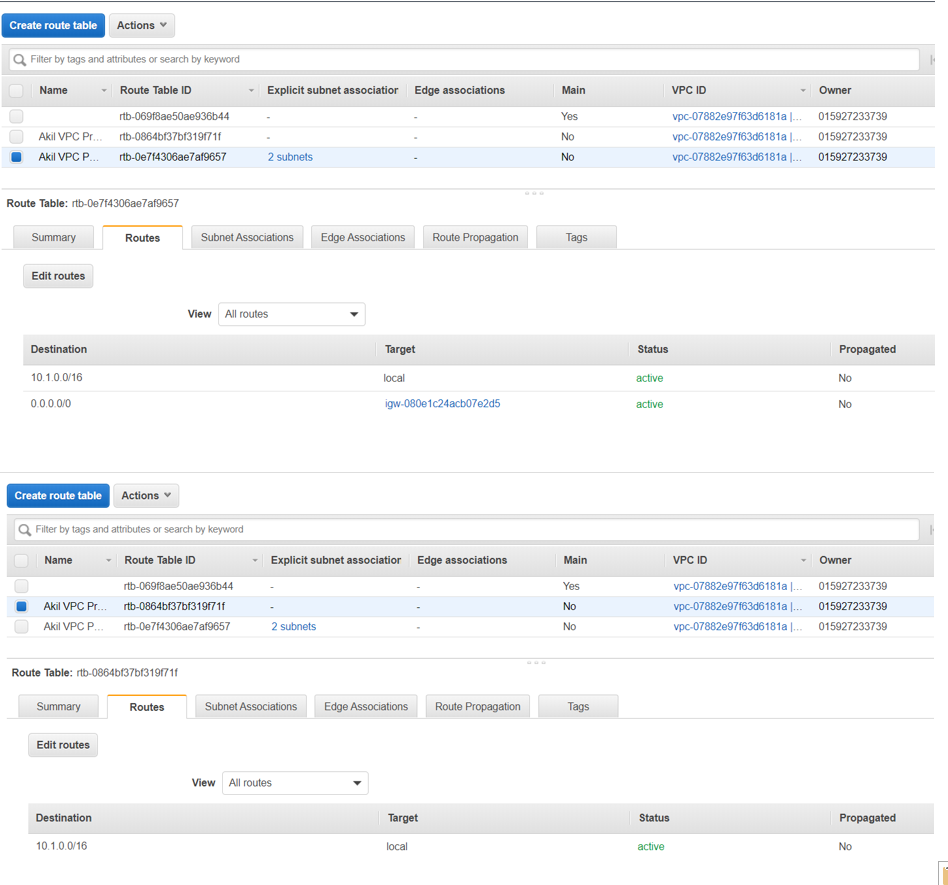 Create route table Actions
Filter by tags and attributes or search by keyword
Name Route Table ID Explicit subnet association Edge associations Main VPC ID Owner
rtb-069f8ae50ae936b44 - - Yes vpc-07882e97f63d6181a |... 015927233739
Akil VPC Pr... rtb-0864bf37bf319f71f - - No vpc-07882e97f63d6181a |... 015927233739
Akil VPC P... rtb-0e7f4306ae7af9657 2 subnets - No vpc-07882e97f63d6181a |... 015927233739
Route Table: rtb-0e7f4306ae7af9657
Summary Routes Subnet Associations Edge Associations Route Propagation Tags
Edit routes
View All routes
Destination Target Status Propagated
10.1.0.0/16 local active No
0.0.0.0/0 igw-080e1c24acb07e2d5 active No
Create route table Actions
Filter by tags and attributes or search by keyword
Name Route Table ID Explicit subnet association Edge associations Main VPC ID Owner
rtb-069f8ae50ae936b44 - - Yes vpc-07882e97f63d6181a |... 015927233739
Akil VPC Pr... rtb-0864bf37bf319f71f - - No vpc-07882e97f63d6181a |... 015927233739
Akil VPC P... rtb-0e7f4306ae7af9657 2 subnets - No vpc-07882e97f63d6181a |... 015927233739
Route Table: rtb-0864bf37bf319f71f
Summary Routes Subnet Associations Edge Associations Route Propagation Tags
Edit routes
View All routes
Destination Target Status Propagated
10.1.0.0/16 local active No